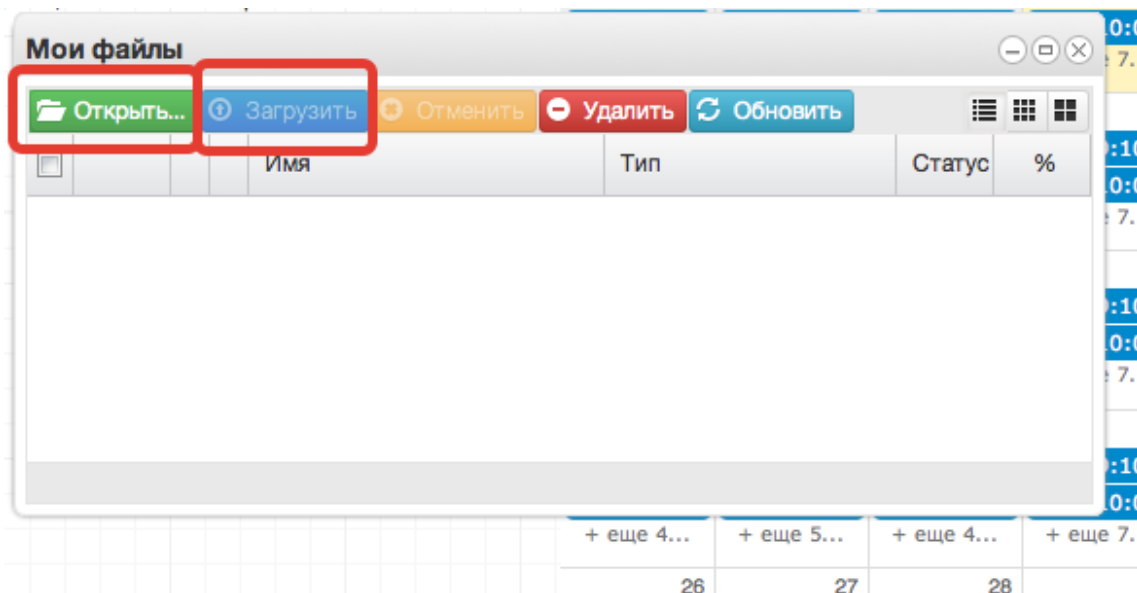 Мои файлы
Открыть... Загрузить Отменить Удалить Обновить
Имя Тип Статус %
+ еще 4... + еще 5... + еще 4... + еще 7.
26 27 28